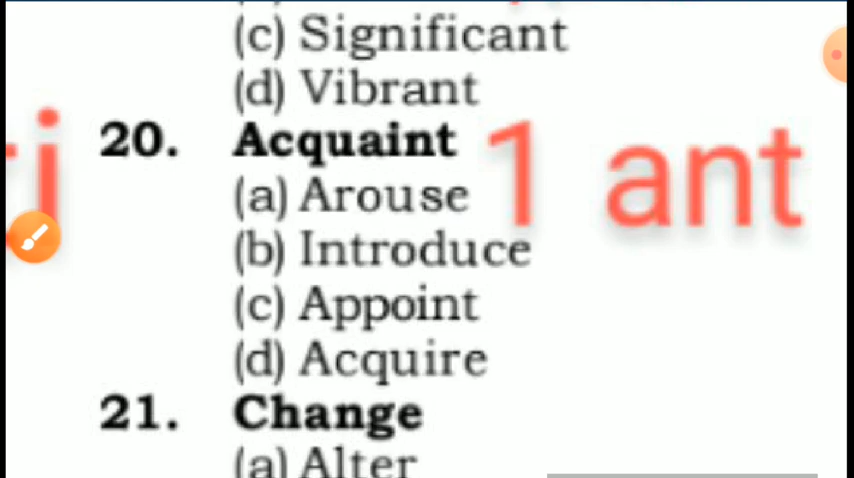 (c) Significant
(d) Vibrant
i
20. Acquaint 1 ant
(a) Arouse
(b) Introduce
(c) Appoint
(d) Acquire
21. Change
(a) Alter